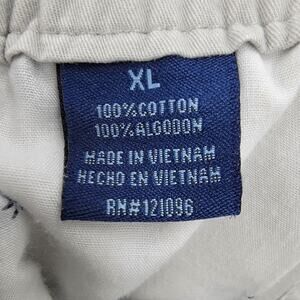 XL
100%COTTON
100%ALGODON
MADE IN VIETNAM
HECHO EN VIETNAM
RN#121096